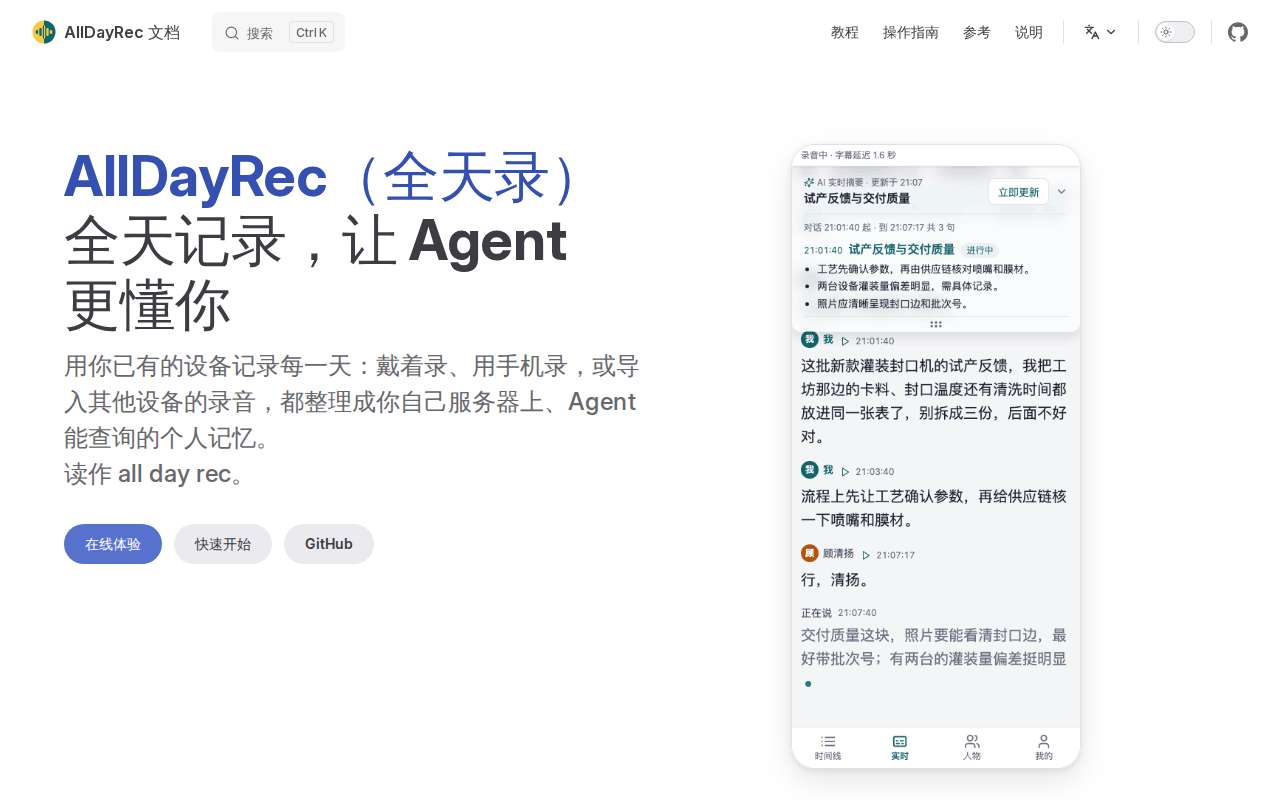 AllDayRec 文档
搜索
Ctrl K
教程
操作指南
参考
说明
AllDayRec（全天录）
全天记录，让 Agent
更懂你
用你已有的设备记录每一天：戴着录、用手机录，或导
入其他设备的录音，都整理成你自己服务器上、Agent
能查询的个人记忆。
读作 all day rec。
在线体验
快速开始
GitHub
录音中 · 字幕延迟 1.6 秒
AI 实时摘要 · 更新于 21:07
试产反馈与交付质量
立即更新
对话 21:01:40 起 · 到 21:07:17 共 3 句
21:01:40 试产反馈与交付质量 进行中
• 工艺先确认参数，再由供应链核对喷嘴和膜材。
• 两台设备灌装量偏差明显，需具体记录。
• 照片应清晰呈现封口边和批次号。
我 我 21:01:40
这批新款灌装封口机的试产反馈，我把工
坊那边的卡料、封口温度还有清洗时间都
放进同一张表了，别拆成三份，后面不好
对。
我 我 21:03:40
流程上先让工艺确认参数，再给供应链核
一下喷嘴和膜材。
顾 顾清扬 21:07:17
行，清扬。
正在说 21:07:40
交付质量这块，照片要能看清封口边，最
好带批次号；有两台的灌装量偏差挺明显
时间线
实时
人物
我的